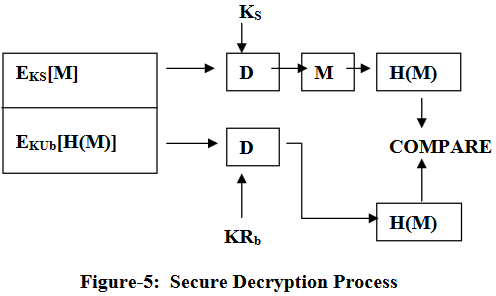 KS
EKS[M]
D
M
H(M)
EKUb[H(M)]
D
COMPARE
H(M)
KRb
Figure-5: Secure Decryption Process